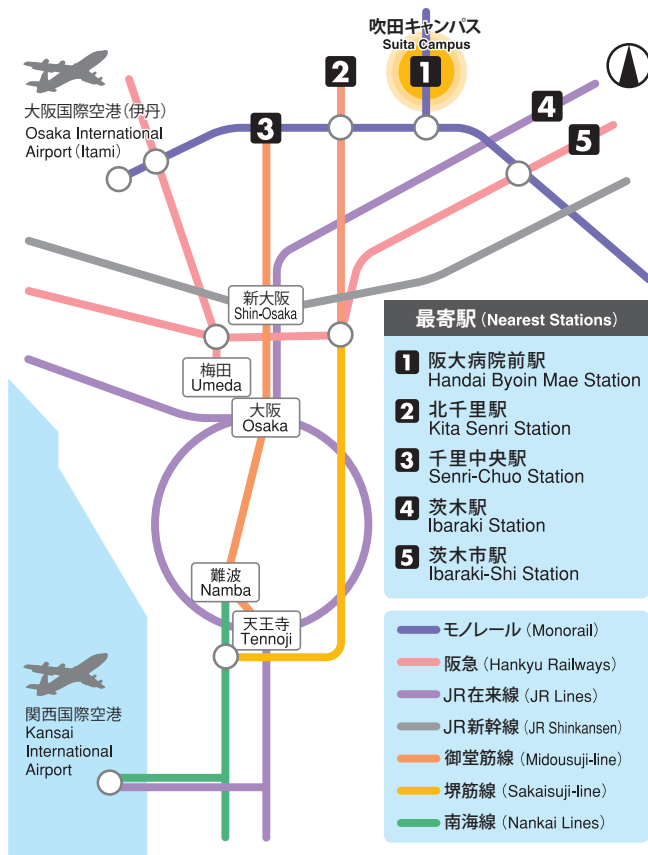 吹田キャンパス
Suita Campus
1
2
3
4
5
大阪国際空港(伊丹)
Osaka International
Airport (Itami)
新大阪
Shin-Osaka
梅田
Umeda
大阪
Osaka
難波
Namba
天王寺
Tennoji
関西国際空港
Kansai
International
Airport
最寄駅 (Nearest Stations)
1 阪大病院前駅
Handai Byoin Mae Station
2 北千里駅
Kita Senri Station
3 千里中央駅
Senri-Chuo Station
4 茨木駅
Ibaraki Station
5 茨木市駅
Ibaraki-Shi Station
モノレール (Monorail)
阪急 (Hankyu Railways)
JR在来線 (JR Lines)
JR新幹線 (JR Shinkansen)
御堂筋線 (Midousuji-line)
堺筋線 (Sakaisuji-line)
南海線 (Nankai Lines)